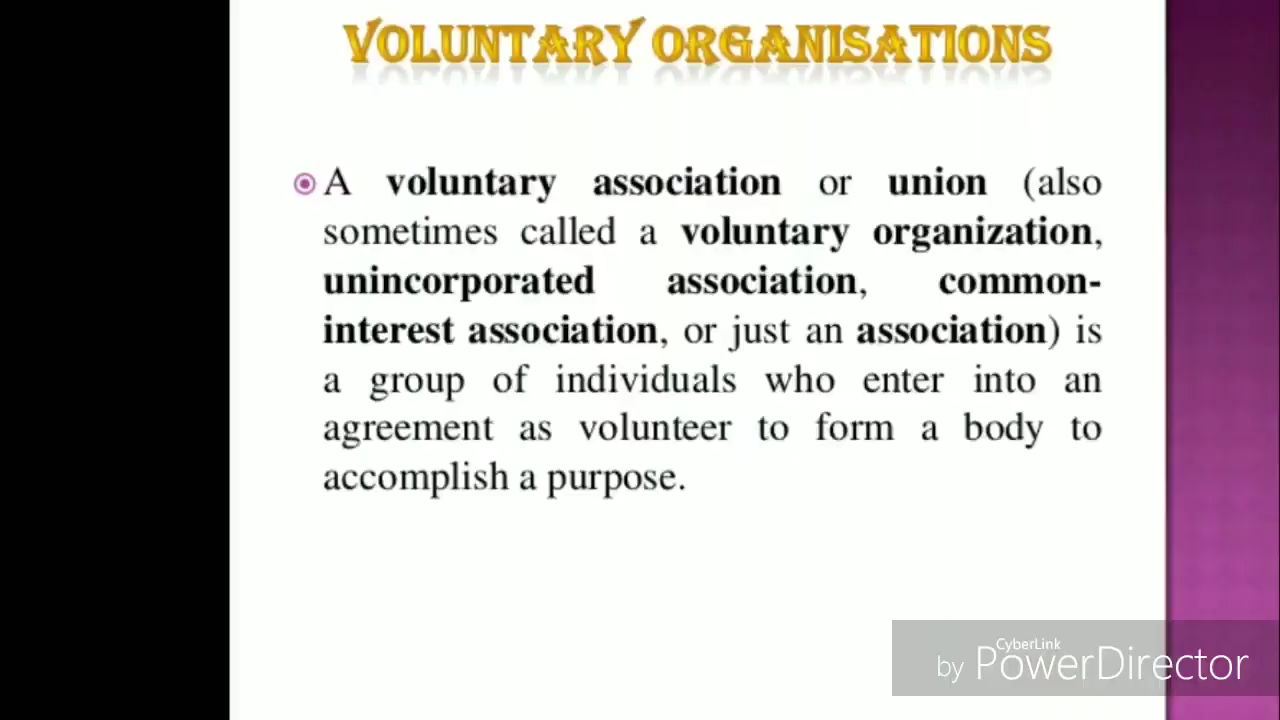 VOLUNTARY ORGANISATIONS
A voluntary association or union (also
sometimes called a voluntary organization,
unincorporated association, common-
interest association, or just an association) is
a group of individuals who enter into an
agreement as volunteer to form a body to
accomplish a purpose.
CyberLink
by PowerDirector